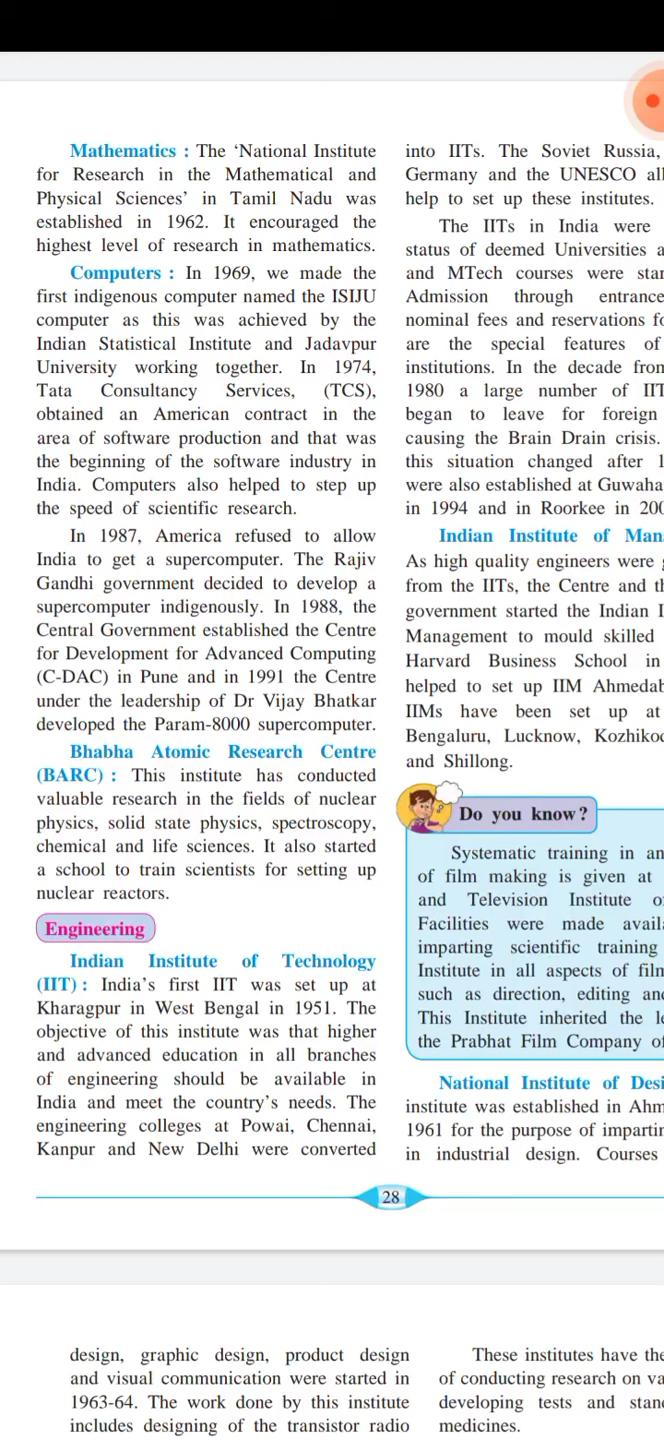 Mathematics : The ‘National Institute
for Research in the Mathematical and
Physical Sciences’ in Tamil Nadu was
established in 1962. It encouraged the
highest level of research in mathematics.
Computers : In 1969, we made the
first indigenous computer named the ISIJU
computer as this was achieved by the
Indian Statistical Institute and Jadavpur
University working together. In 1974,
Tata Consultancy Services, (TCS),
obtained an American contract in the
area of software production and that was
the beginning of the software industry in
India. Computers also helped to step up
the speed of scientific research.
In 1987, America refused to allow
India to get a supercomputer. The Rajiv
Gandhi government decided to develop a
supercomputer indigenously. In 1988, the
Central Government established the Centre
for Development for Advanced Computing
(C-DAC) in Pune and in 1991 the Centre
under the leadership of Dr Vijay Bhatkar
developed the Param-8000 supercomputer.
Bhabha Atomic Research Centre
(BARC) : This institute has conducted
valuable research in the fields of nuclear
physics, solid state physics, spectroscopy,
chemical and life sciences. It also started
a school to train scientists for setting up
nuclear reactors.
Engineering
Indian Institute of Technology
(IIT) : India’s first IIT was set up at
Kharagpur in West Bengal in 1951. The
objective of this institute was that higher
and advanced education in all branches
of engineering should be available in
India and meet the country’s needs. The
engineering colleges at Powai, Chennai,
Kanpur and New Delhi were converted
into IITs. The Soviet Russia,
Germany and the UNESCO all
help to set up these institutes.
The IITs in India were
status of deemed Universities a
and MTech courses were star
Admission through entrance
nominal fees and reservations fo
are the special features of
institutions. In the decade from
1980 a large number of IIT
began to leave for foreign
causing the Brain Drain crisis.
this situation changed after 1
were also established at Guwaha
in 1994 and in Roorkee in 200
Indian Institute of Man
As high quality engineers were g
from the IITs, the Centre and th
government started the Indian I
Management to mould skilled
Harvard Business School in
helped to set up IIM Ahmedab
IIMs have been set up at
Bengaluru, Lucknow, Kozhikod
and Shillong.
Do you know?
Systematic training in an
of film making is given at
and Television Institute o
Facilities were made avail
imparting scientific training
Institute in all aspects of film
such as direction, editing and
This Institute inherited the le
the Prabhat Film Company of
National Institute of Desi
institute was established in Ahm
1961 for the purpose of impartin
in industrial design. Courses
28
design, graphic design, product design
and visual communication were started in
1963-64. The work done by this institute
includes designing of the transistor radio
These institutes have the
of conducting research on va
developing tests and stand
medicines.